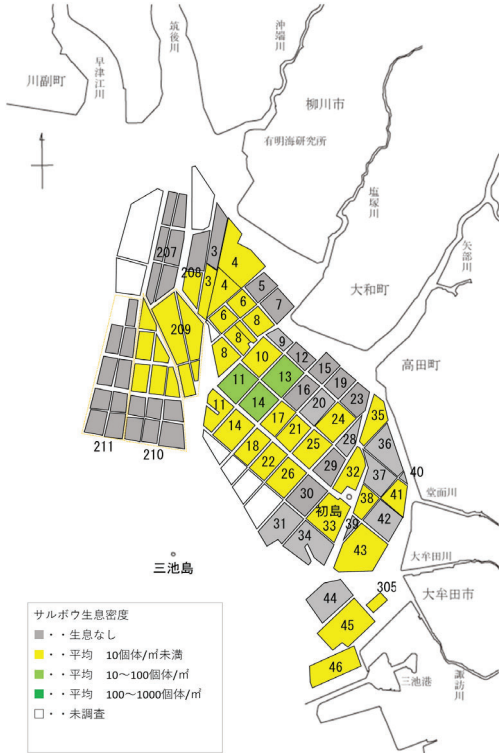 川副町
早津江川
筑後川
沖端川
柳川市
有明海研究所
塩塚川
矢部川
大和町
高田町
207
208
3
3
4
4
5
6
6
7
8
8
8
209
9
10
11
12
13
15
16
19
20
23
11
14
14
17
21
24
35
18
22
25
28
36
26
29
32
37
40
30
38
41
初島
33
39
42
堂面川
31
34
43
211
210
大牟田川
三池島
44
305
大牟田市
45
46
三池港
諏訪川
サルボウ生息密度
・・生息なし
・・平均 10個体/㎡未満
・・平均 10～100個体/㎡
・・平均 100～1000個体/㎡
・・未調査